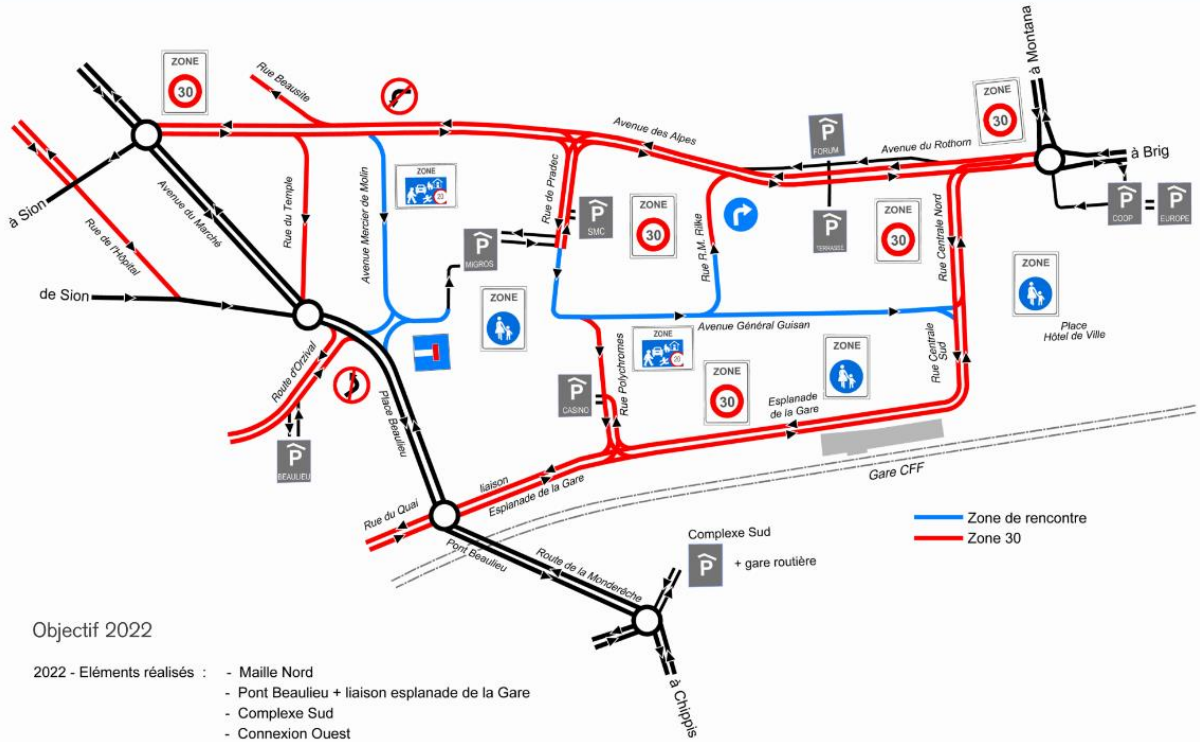 à Montana
ZONE
30
Rue Beausite
ZONE
30
Avenue des Alpes
FORUM
Avenue du Rothorn
à Brig
ZONE
20
COOP
EUROPE
à Sion
Avenue du Marché
Rue du Temple
Avenue Mercier de Molin
Rue de Pradec
SMC
ZONE
30
Rue R.M. Rilke
TERRASSE
ZONE
30
Rue Centrale Nord
Rue de l'Hôpital
MIGROS
ZONE
ZONE
de Sion
Avenue Général Guisan
Place
Hôtel de Ville
Route d'Orzival
Place Beaulieu
Rue Polychromes
ZONE
20
ZONE
Rue Centrale
Sud
ZONE
30
CASINO
Esplanade
de la Gare
BEAULIEU
Gare CFF
liaison
Esplanade de la Gare
Rue du Quai
Pont Beaulieu
Route de la Monderèche
Complexe Sud
+ gare routière
Zone de rencontre
Zone 30
à Chippis
Objectif 2022
2022 - Eléments réalisés : - Maille Nord
- Pont Beaulieu + liaison esplanade de la Gare
- Complexe Sud
- Connexion Ouest